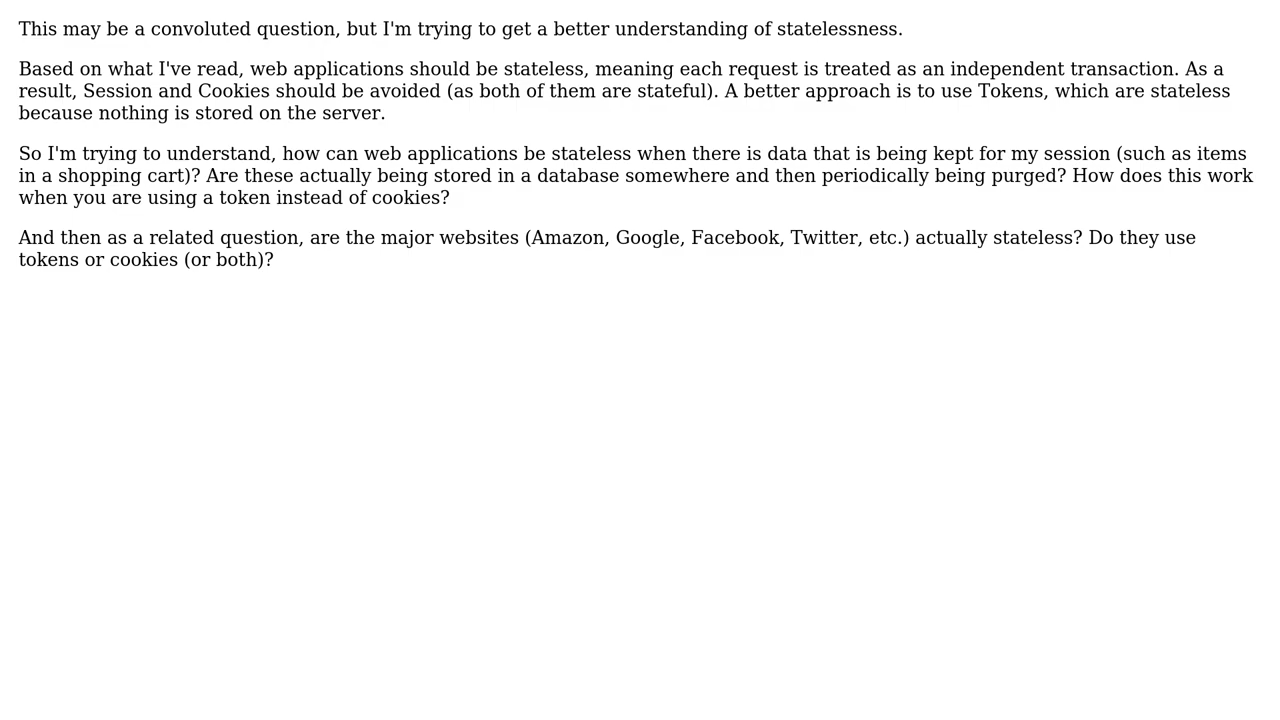 This may be a convoluted question, but I'm trying to get a better understanding of statelessness.
Based on what I've read, web applications should be stateless, meaning each request is treated as an independent transaction. As a
result, Session and Cookies should be avoided (as both of them are stateful). A better approach is to use Tokens, which are stateless
because nothing is stored on the server.
So I'm trying to understand, how can web applications be stateless when there is data that is being kept for my session (such as items
in a shopping cart)? Are these actually being stored in a database somewhere and then periodically being purged? How does this work
when you are using a token instead of cookies?
And then as a related question, are the major websites (Amazon, Google, Facebook, Twitter, etc.) actually stateless? Do they use
tokens or cookies (or both)?